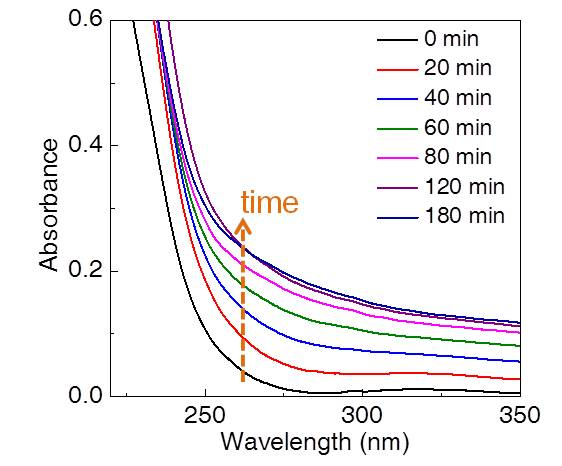 0.6
0.4
0.2
0.0
Absorbance
0 min
20 min
40 min
60 min
80 min
120 min
180 min
time
250
300
350
Wavelength (nm)